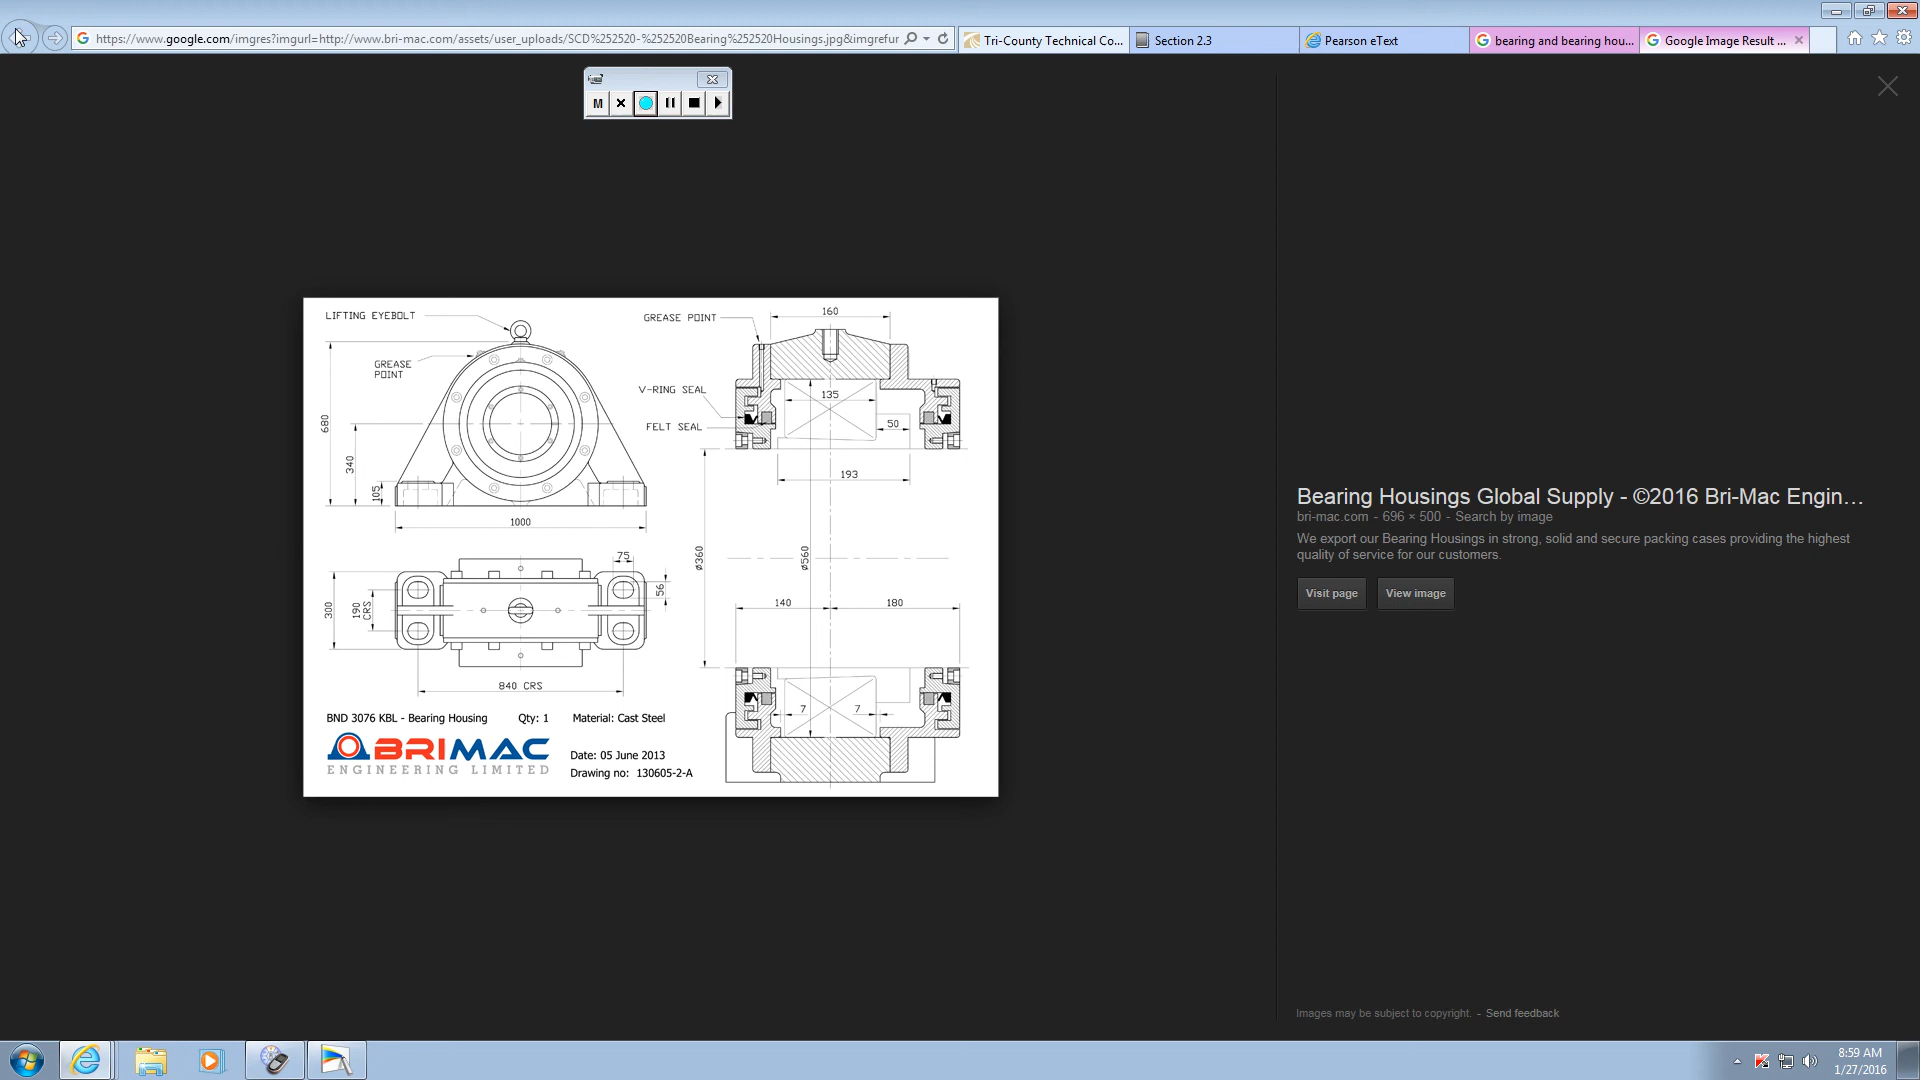 https://www.google.com/imgres?imgurl=http://www.bri-mac.com/assets/user_uploads/SCD%252520-%252520Bearing%252520Housings.jpg&imgrefur
Tri-County Technical Co...
Section 2.3
Pearson eText
bearing and bearing hou...
Google Image Result ...
M
LIFTING EYEBOLT
GREASE POINT
160
GREASE
POINT
V-RING SEAL
135
FELT SEAL
50
680
340
105
193
1000
75
ø360
ø560
56
300
190
CRS
140
180
840 CRS
7
7
BND 3076 KBL - Bearing Housing
Qty: 1
Material: Cast Steel
BRIMAC
ENGINEERING LIMITED
Date: 05 June 2013
Drawing no: 130605-2-A
Bearing Housings Global Supply - ©2016 Bri-Mac Engin...
bri-mac.com - 696 × 500 - Search by image
We export our Bearing Housings in strong, solid and secure packing cases providing the highest
quality of service for our customers.
Visit page
View image
Images may be subject to copyright. - Send feedback
8:59 AM
1/27/2016